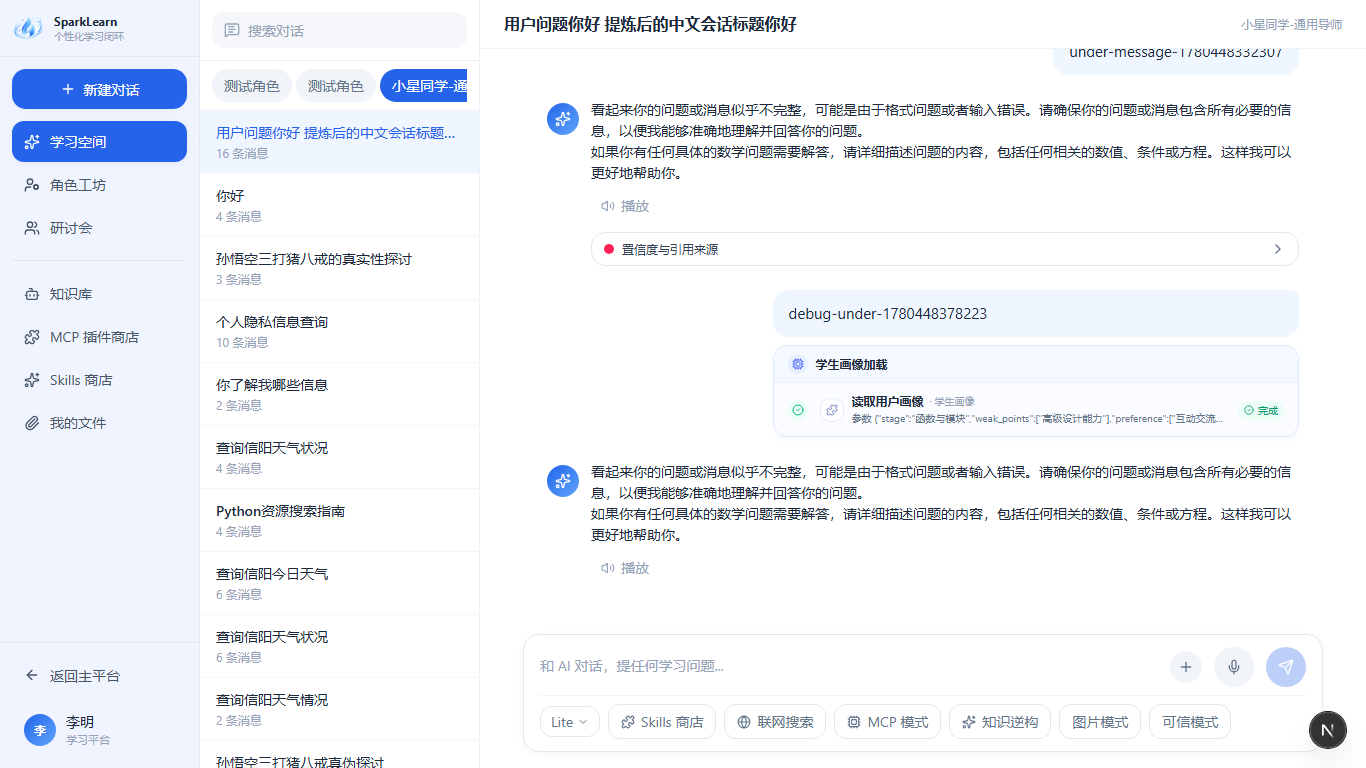 SparkLearn
个性化学习闭环
新建对话
学习空间
角色工坊
研讨会
知识库
MCP 插件商店
Skills 商店
我的文件
返回主平台
李
李明
学习平台
搜索对话
测试角色
测试角色
小星同学-通
用户问题你好 提炼后的中文会话标题...
16 条消息
你好
4 条消息
孙悟空三打猪八戒的真实性探讨
3 条消息
个人隐私信息查询
10 条消息
你了解我哪些信息
2 条消息
查询信阳天气状况
4 条消息
Python资源搜索指南
4 条消息
查询信阳今日天气
6 条消息
查询信阳天气状况
6 条消息
查询信阳天气情况
2 条消息
孙悟空三打猪八戒真伪探讨
用户问题你好 提炼后的中文会话标题你好
小星同学-通用导师
under-message-1780448332307
看起来你的问题或消息似乎不完整，可能是由于格式问题或者输入错误。请确保你的问题或消息包含所有必要的信
息，以便我能够准确地理解并回答你的问题。
如果你有任何具体的数学问题需要解答，请详细描述问题的内容，包括任何相关的数值、条件或方程。这样我可以
更好地帮助你。
播放
置信度与引用来源
debug-under-1780448378223
学生画像加载
读取用户画像 · 学生画像
参数 {"stage":"函数与模块","weak_points":["高级设计能力"],"preference":["互动交流...
完成
看起来你的问题或消息似乎不完整，可能是由于格式问题或者输入错误。请确保你的问题或消息包含所有必要的信
息，以便我能够准确地理解并回答你的问题。
如果你有任何具体的数学问题需要解答，请详细描述问题的内容，包括任何相关的数值、条件或方程。这样我可以
更好地帮助你。
播放
和 AI 对话，提任何学习问题...
Lite
Skills 商店
联网搜索
MCP 模式
知识逆构
图片模式
可信模式
N